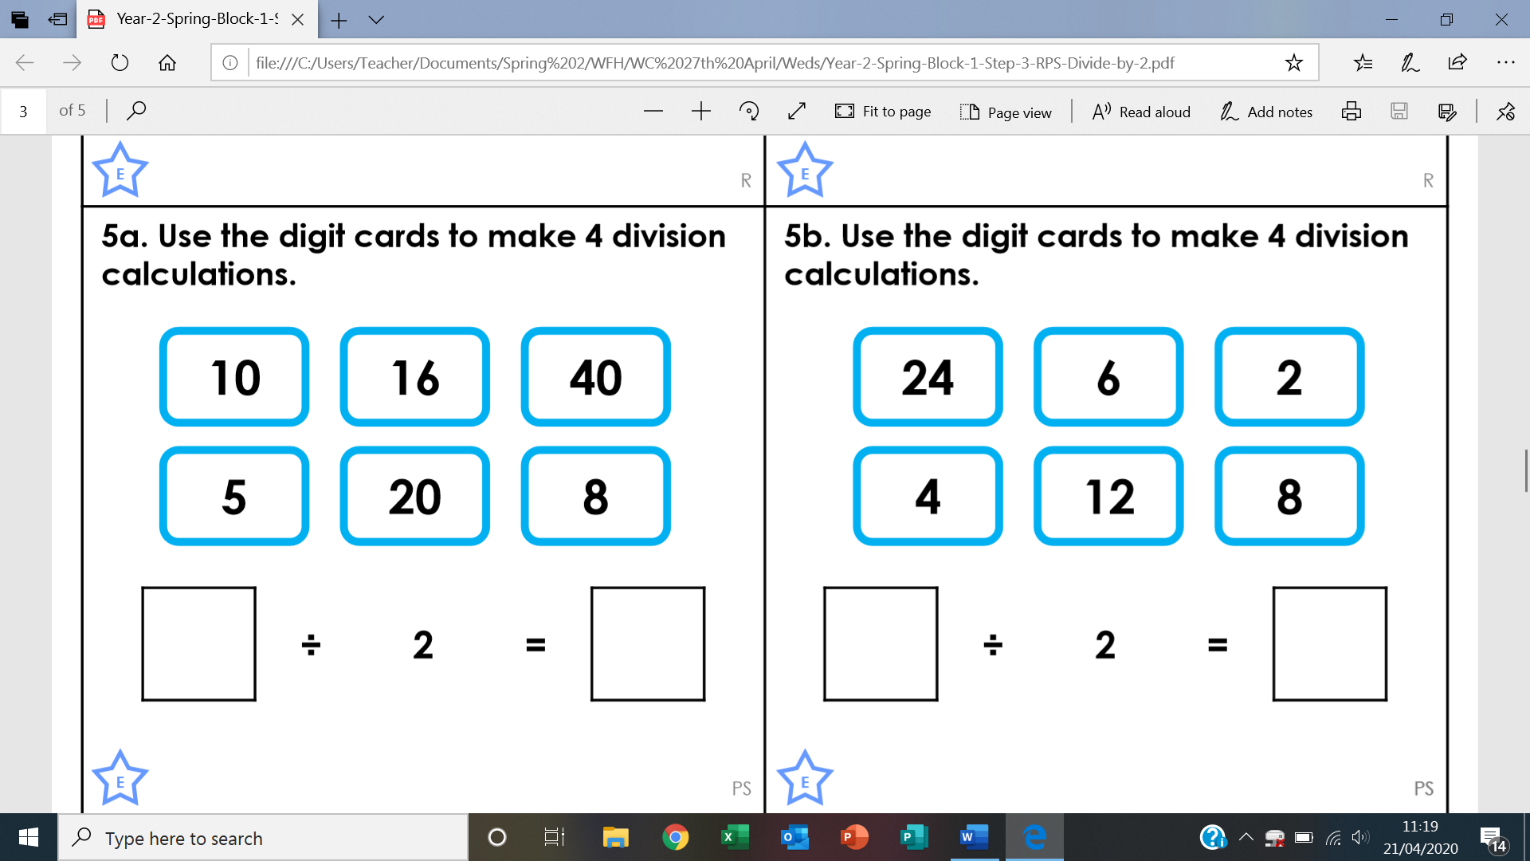 Year-2-Spring-Block-1-S
file:///C:/Users/Teacher/Documents/Spring%202/WFH/WC%2027th%20April/Weds/Year-2-Spring-Block-1-Step-3-RPS-Divide-by-2.pdf
3 of 5 Fit to page Page view Read aloud Add notes
E R E R
5a. Use the digit cards to make 4 division
calculations.
10 16 40
5 20 8
÷ 2 =
E PS
5b. Use the digit cards to make 4 division
calculations.
24 6 2
4 12 8
÷ 2 =
E PS
Type here to search
11:19
21/04/2020
14